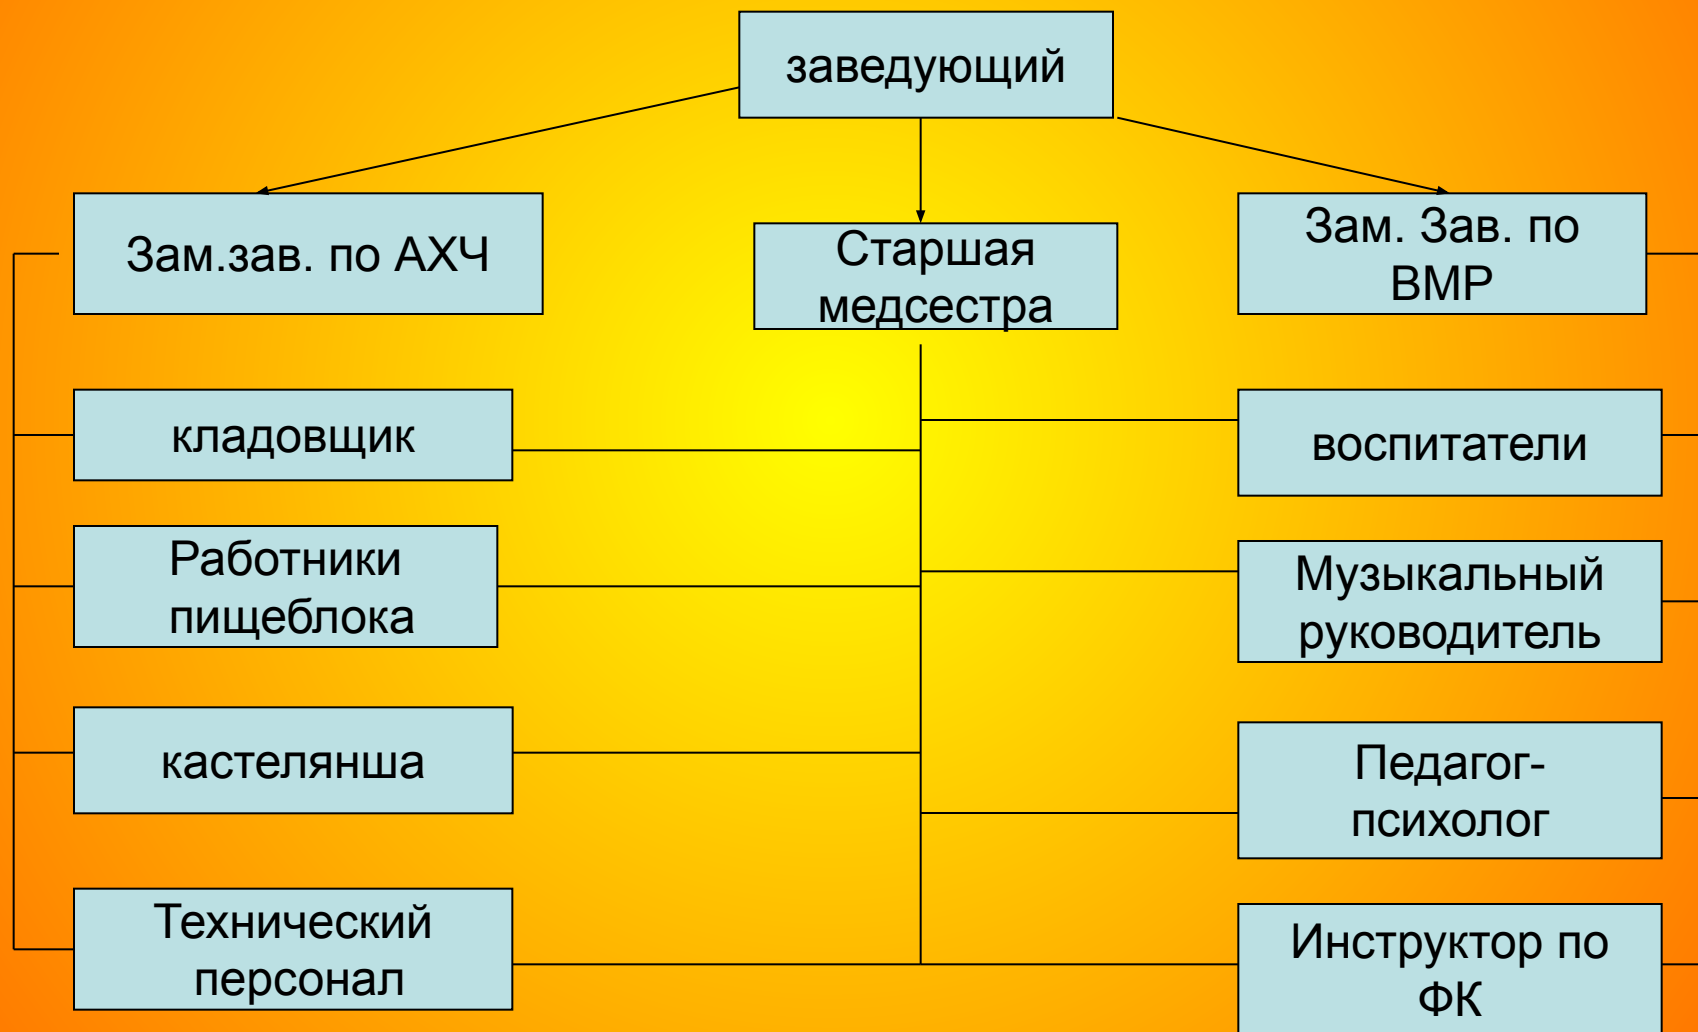 заведующий
Зам.зав. по АХЧ
Старшая
медсестра
Зам. Зав. по
ВМР
кладовщик
воспитатели
Работники
пищеблока
Музыкальный
руководитель
кастелянша
Педагог-
психолог
Технический
персонал
Инструктор по
ФК